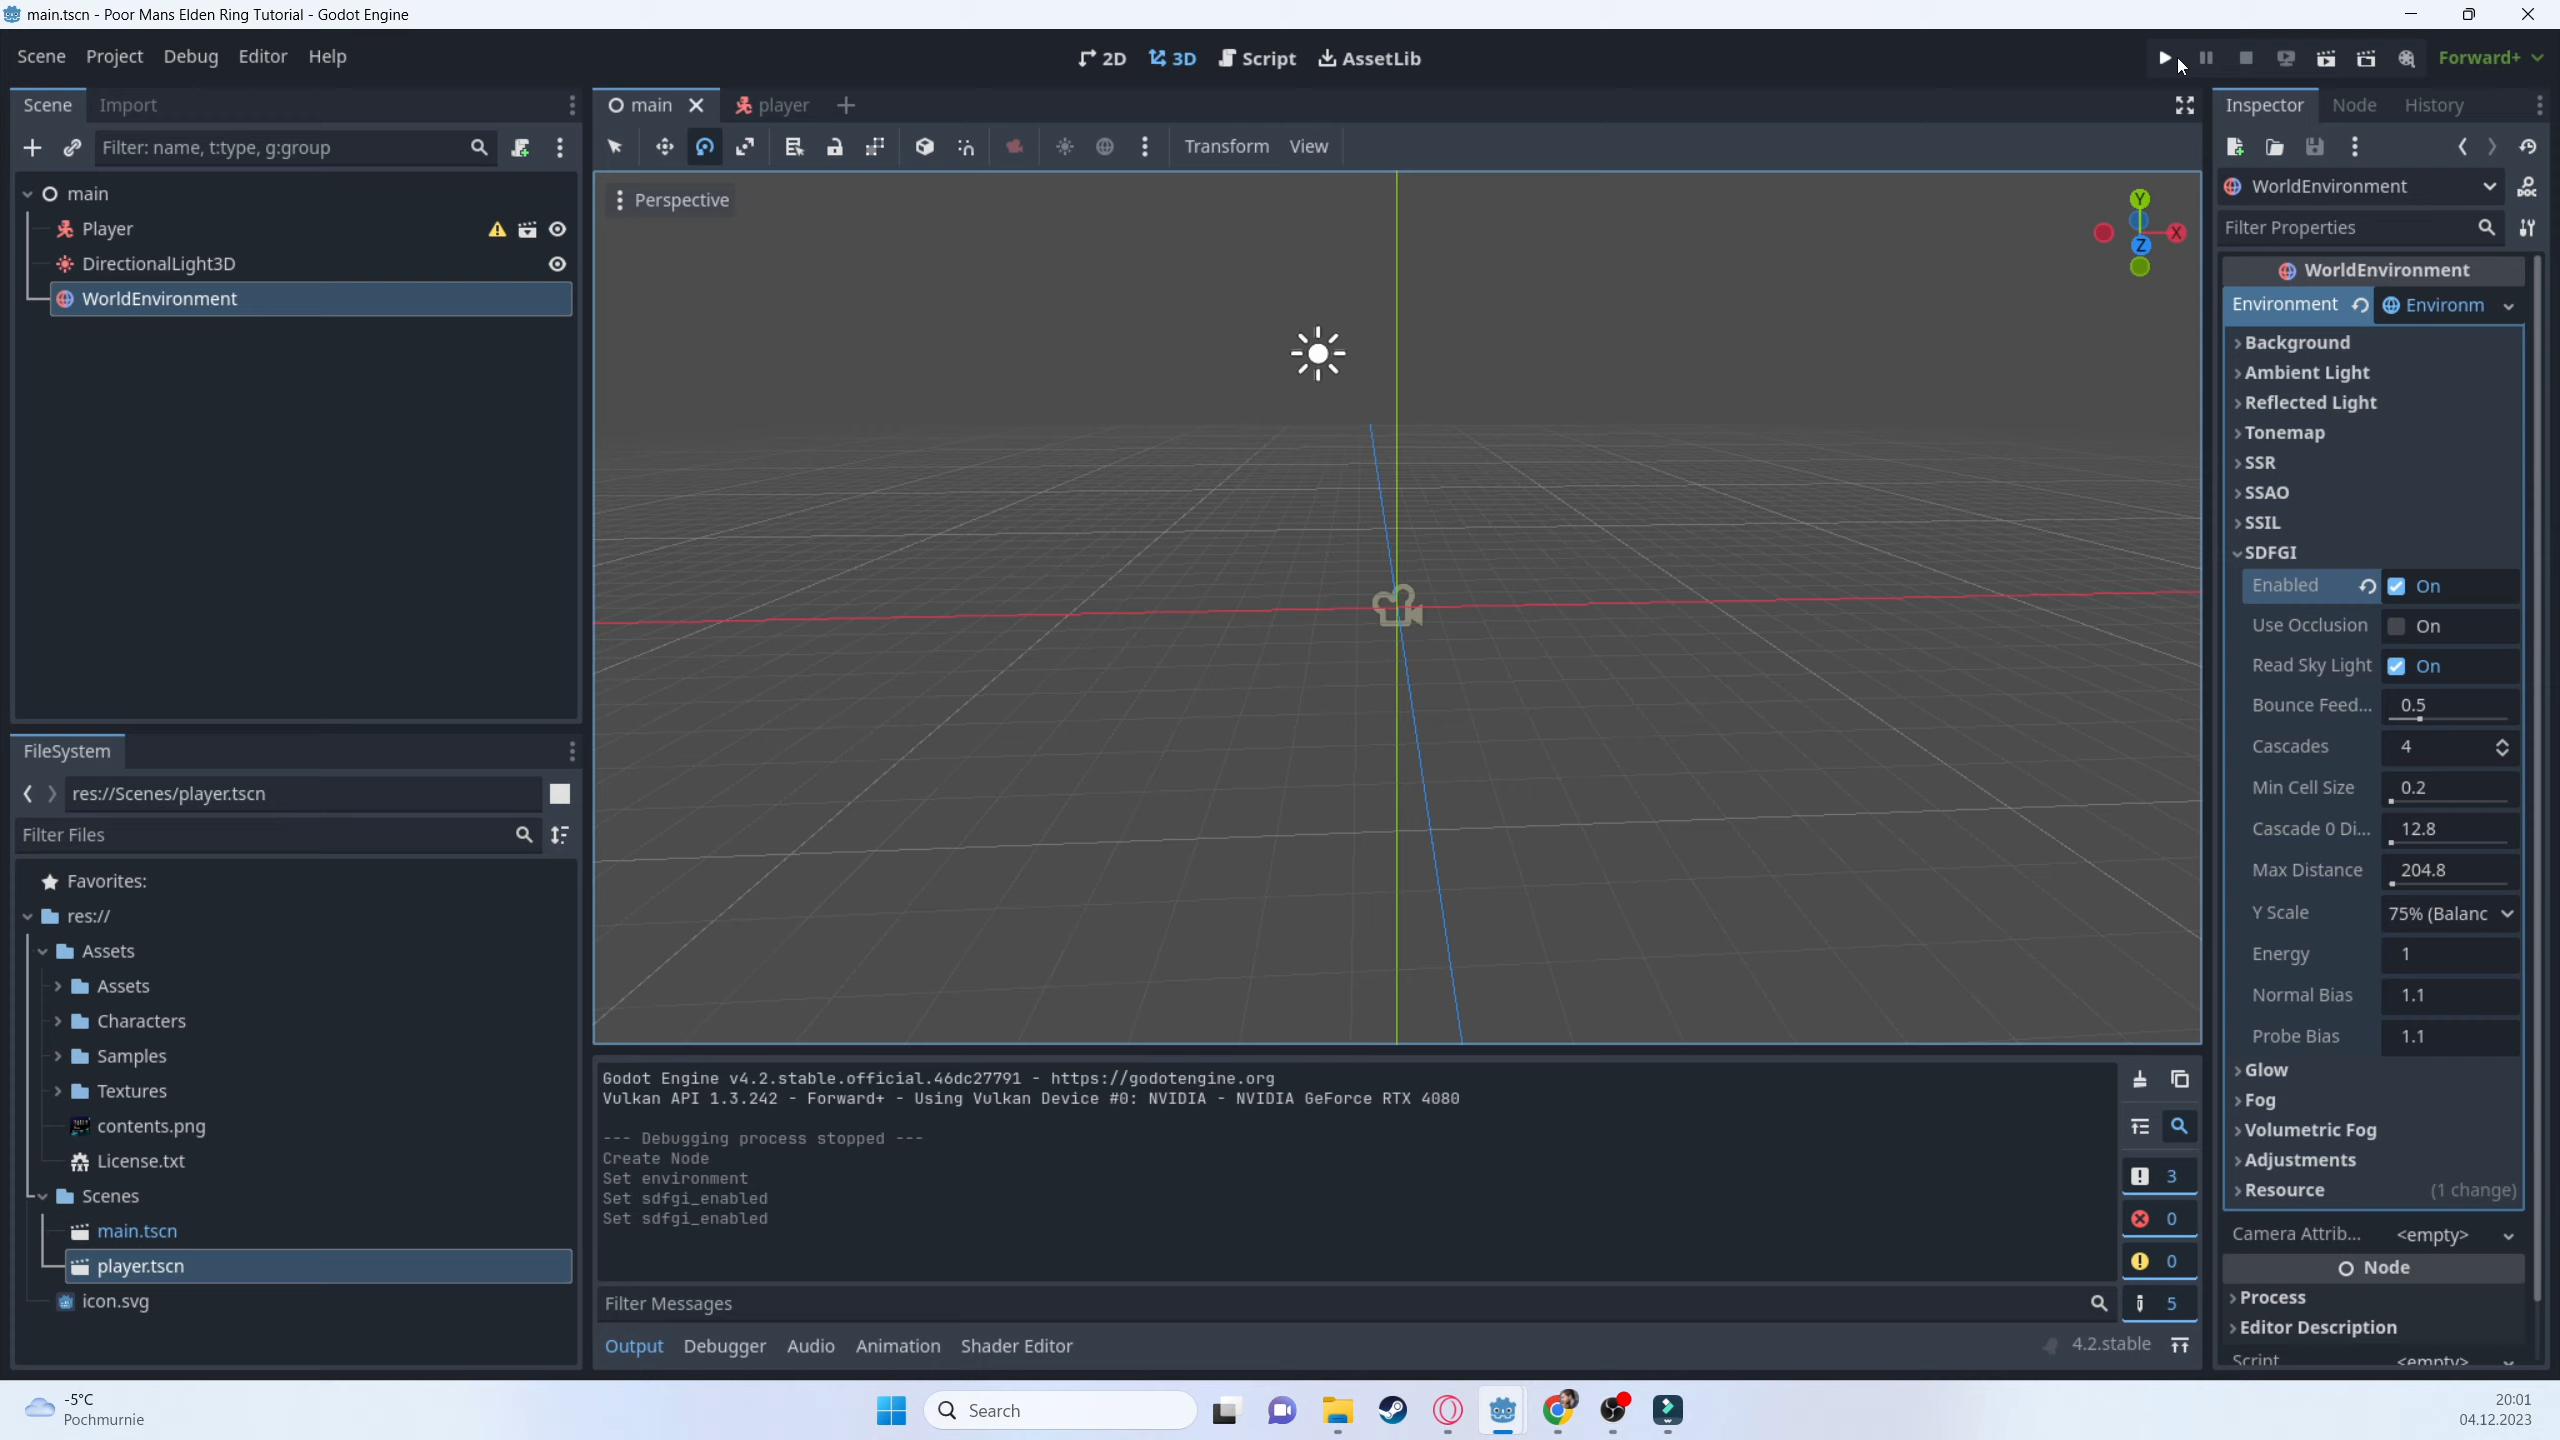 main.tscn - Poor Mans Elden Ring Tutorial - Godot Engine
Scene Project Debug Editor Help
2D 3D Script AssetLib
Forward+
Scene Import
Filter: name, t:type, g:group
main
Player
DirectionalLight3D
WorldEnvironment
FileSystem
res://Scenes/player.tscn
Filter Files
Favorites:
res://
Assets
Assets
Characters
Samples
Textures
contents.png
License.txt
Scenes
main.tscn
player.tscn
icon.svg
main player
Transform View
Perspective
Y
X
Z
Godot Engine v4.2.stable.official.46dc27791 - https://godotengine.org
Vulkan API 1.3.242 - Forward+ - Using Vulkan Device #0: NVIDIA - NVIDIA GeForce RTX 4080
--- Debugging process stopped ---
Create Node
Set environment
Set sdfgi_enabled
Set sdfgi_enabled
3
0
0
5
Filter Messages
Output Debugger Audio Animation Shader Editor
4.2.stable
Inspector Node History
WorldEnvironment
Filter Properties
WorldEnvironment
Environment Environm
Background
Ambient Light
Reflected Light
Tonemap
SSR
SSAO
SSIL
SDFGI
Enabled On
Use Occlusion On
Read Sky Light On
Bounce Feed... 0.5
Cascades 4
Min Cell Size 0.2
Cascade 0 Di... 12.8
Max Distance 204.8
Y Scale 75% (Balanc
Energy 1
Normal Bias 1.1
Probe Bias 1.1
Glow
Fog
Volumetric Fog
Adjustments
Resource (1 change)
Camera Attrib... <empty>
Node
Process
Editor Description
Script <empty>
-5°C
Pochmurnie
Search
20:01
04.12.2023